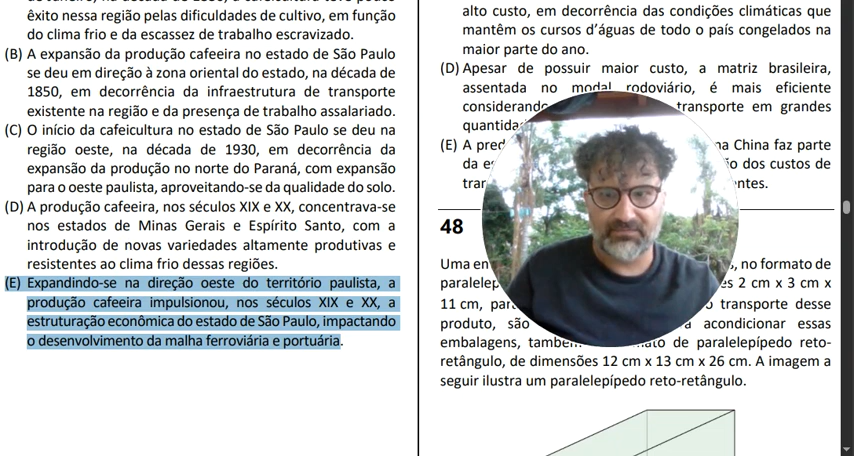 êxito nessa região pelas dificuldades de cultivo, em função
do clima frio e da escassez de trabalho escravizado.
(B) A expansão da década cafeeira no estado de São Paulo
se deu em direção à zona oriental do estado, na década de
1850, em decorrência da infraestrutura de transporte
existente na região e da presença de trabalho assalariado.
(C) O início da cafeicultura no estado de São Paulo se deu na
região oeste, na década de 1930, em decorrência da
expansão da produção no norte do Paraná, com expansão
para o oeste paulista, aproveitando-se da qualidade do solo.
(D) A produção cafeeira, nos séculos XIX e XX, concentrava-se
nos estados de Minas Gerais e Espírito Santo, com a
introdução de novas variedades altamente produtivas e
resistentes ao clima frio dessas regiões.
(E) Expandindo-se na direção oeste do território paulista, a
produção cafeeira impulsionou, nos séculos XIX e XX, a
estruturação econômica do estado de São Paulo, impactando
o desenvolvimento da malha ferroviária e portuária.
alto custo, em decorrência das condições climáticas que
mantêm os cursos d'águas de todo o país congelados na
maior parte do ano.
(D) Apesar de possuir maior custo, a matriz brasileira,
assentada no modal rodoviário, é mais eficiente
transporte em grandes
(E) A na China faz parte
da dos custos de
48
Uma no formato de
2 cm x 3 cm x
11 cm, transporte desse
produto, são acondicionar essas
embalagens, de paralelepípedo reto-
retângulo, de dimensões 12 cm x 13 cm x 26 cm. A imagem a
seguir ilustra um paralelepípedo reto-retângulo.